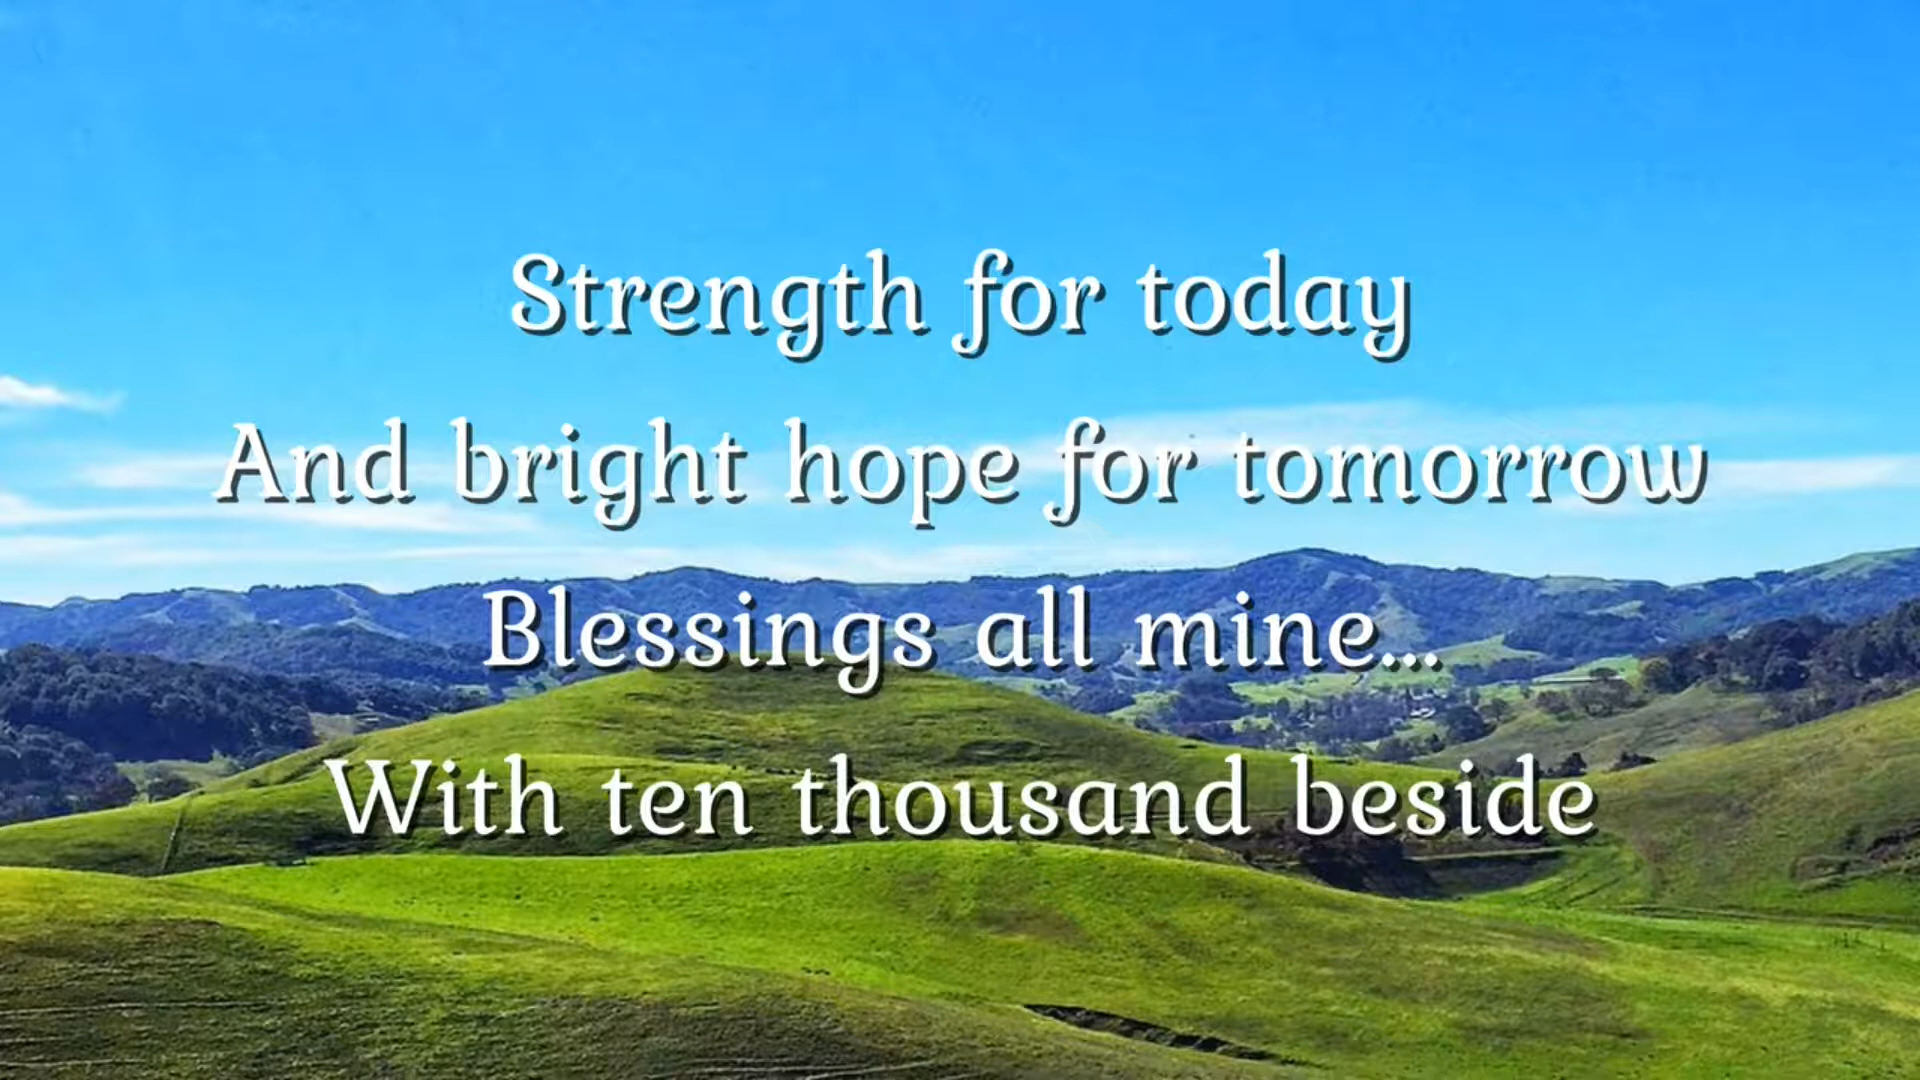 Strength for today
And bright hope for tomorrow
Blessings all mine...
With ten thousand beside